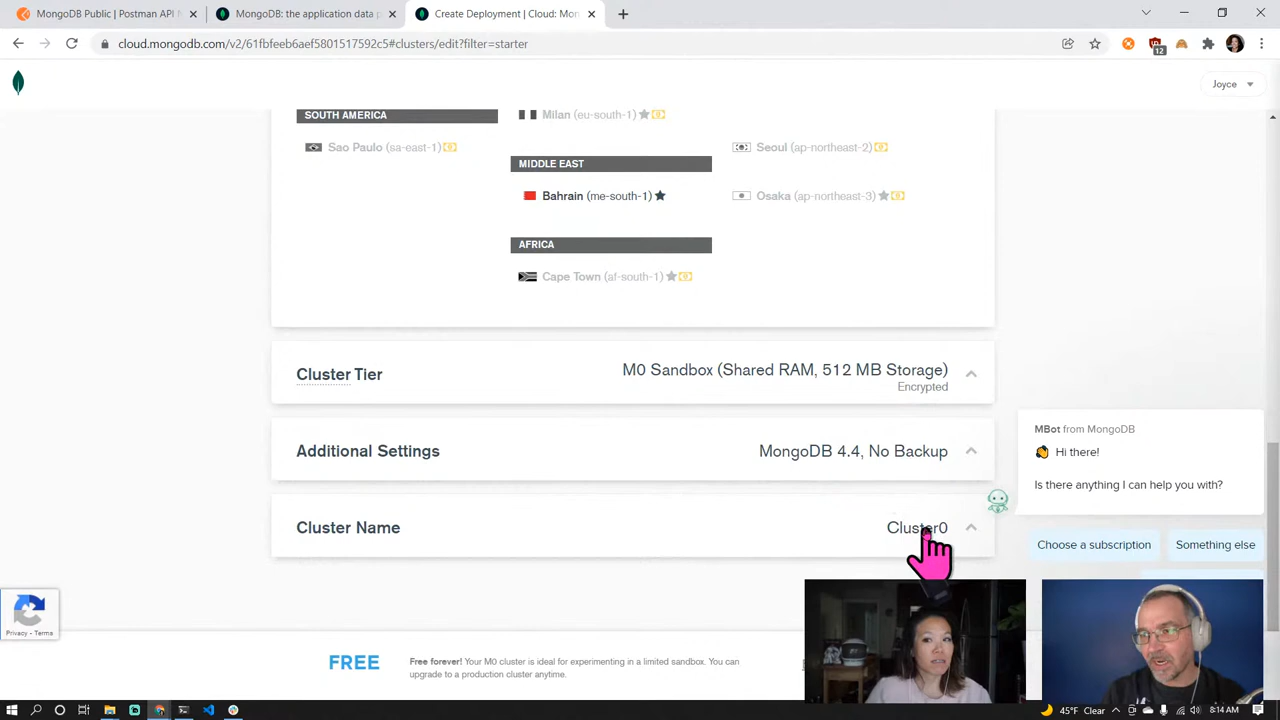 MongoDB | Postman API N
MongoDB: the application data p
Create Deployment | Cloud: Mon
cloud.mongodb.com/v2/61fbfeeb6aef5801517592c5#clusters/edit?filter=starter
12
Joyce
SOUTH AMERICA
Sao Paulo (sa-east-1)
Milan (eu-south-1)
MIDDLE EAST
Bahrain (me-south-1)
AFRICA
Cape Town (af-south-1)
Seoul (ap-northeast-2)
Osaka (ap-northeast-3)
Cluster Tier
M0 Sandbox (Shared RAM, 512 MB Storage)
Encrypted
Additional Settings
MongoDB 4.4, No Backup
Cluster Name
Cluster0
MBot from MongoDB
Hi there!
Is there anything I can help you with?
Choose a subscription
Something else
Privacy - Terms
FREE
Free forever! Your M0 cluster is ideal for experimenting in a limited sandbox. You can
upgrade to a production cluster anytime.
45°F Clear
8:14 AM